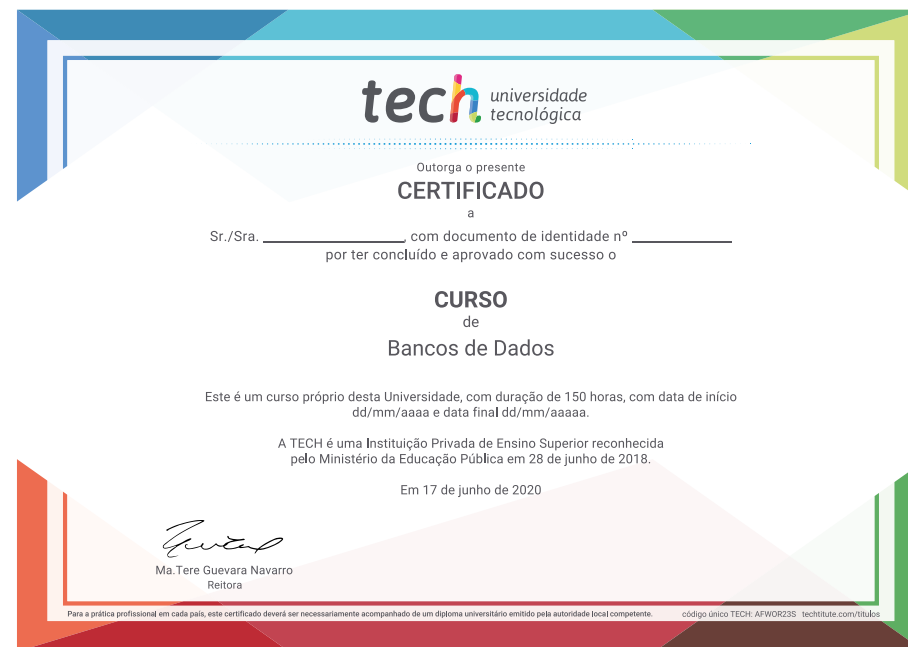 tech universidade
tecnológica
Outorga o presente
CERTIFICADO
a
Sr./Sra. ____________________, com documento de identidade nº ______________
por ter concluído e aprovado com sucesso o
CURSO
de
Bancos de Dados
Este é um curso próprio desta Universidade, com duração de 150 horas, com data de início
dd/mm/aaaa e data final dd/mm/aaaaa.
A TECH é uma Instituição Privada de Ensino Superior reconhecida
pelo Ministério da Educação Pública em 28 de junho de 2018.
Em 17 de junho de 2020
Ma.Tere Guevara Navarro
Reitora
Para a prática profissional em cada país, este certificado deverá ser necessariamente acompanhado de um diploma universitário emitido pela autoridade local competente. código único TECH: AFWOR23S techtitute.com/titulos